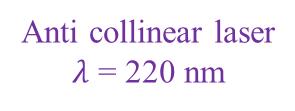 Anti collinear laser
λ = 220 nm